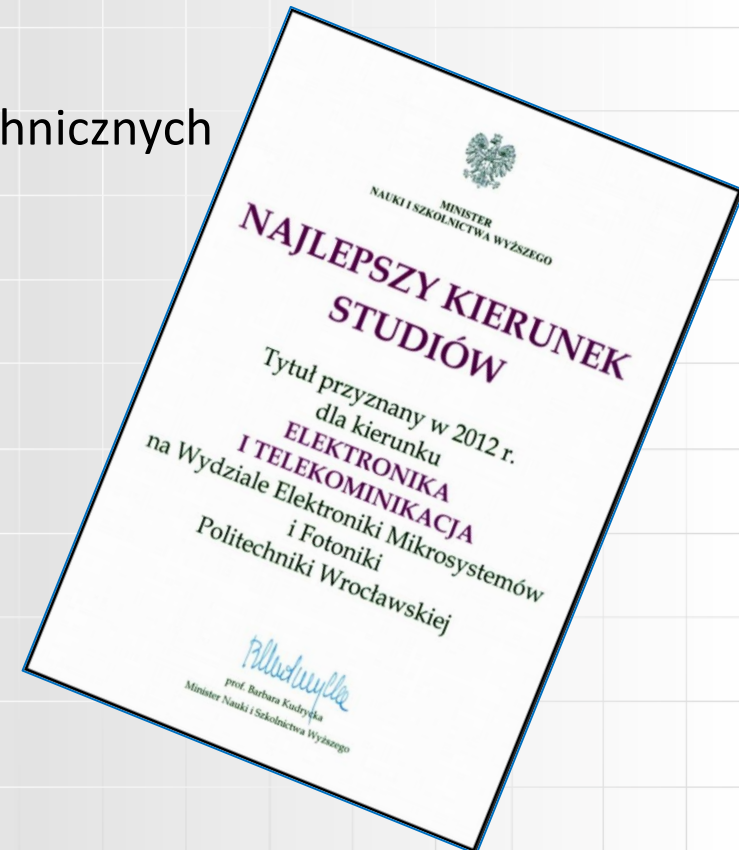 hnicznych
MINISTER
NAUKI I SZKOLNICTWA WYŻSZEGO
NAJLEPSZY KIERUNEK
STUDIÓW
Tytuł przyznany w 2012 r.
dla kierunku
ELEKTRONIKA
I TELEKOMINIKACJA
na Wydziale Elektroniki Mikrosystemów
i Fotoniki
Politechniki Wrocławskiej
prof. Barbara Kudrycka
Minister Nauki i Szkolnictwa Wyższego